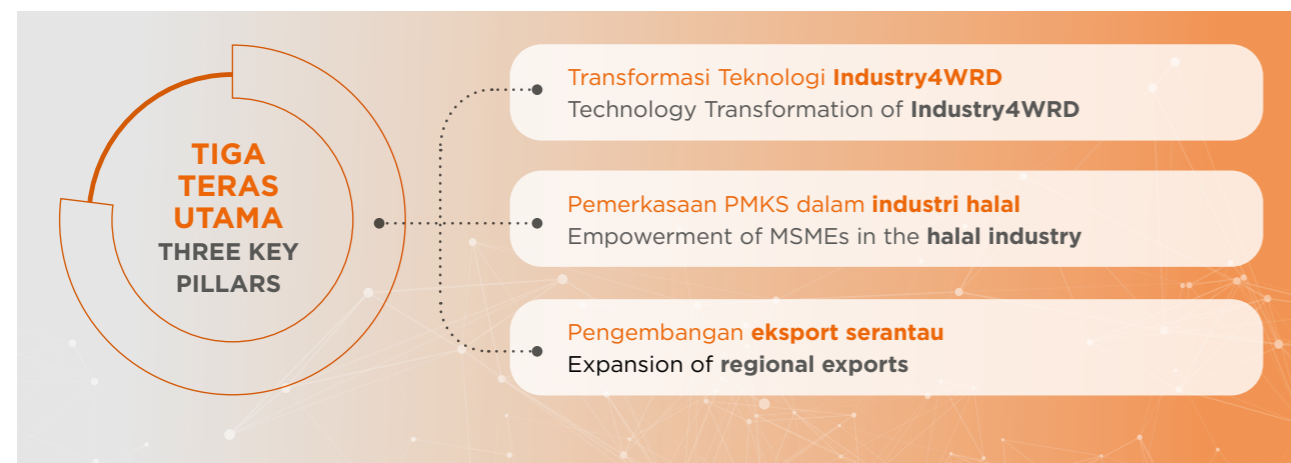 TIGA
TERAS
UTAMA
THREE KEY
PILLARS
Transformasi Teknologi Industry4WRD
Technology Transformation of Industry4WRD
Pemerkasaan PMKS dalam industri halal
Empowerment of MSMEs in the halal industry
Pengembangan eksport serantau
Expansion of regional exports